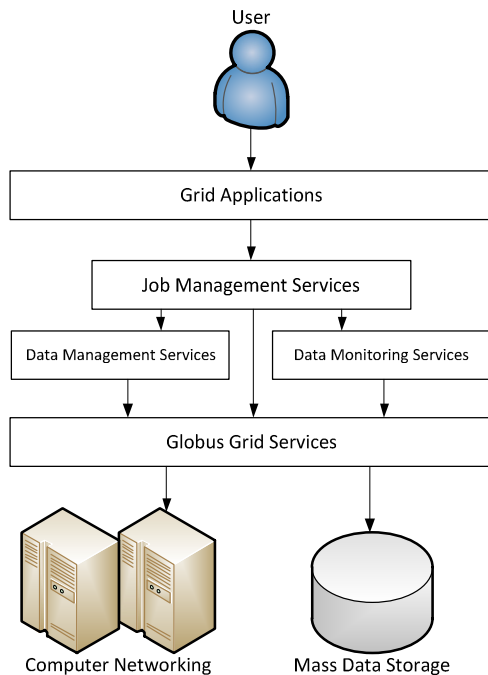 User
Grid Applications
Job Management Services
Data Management Services
Data Monitoring Services
Globus Grid Services
Computer Networking
Mass Data Storage